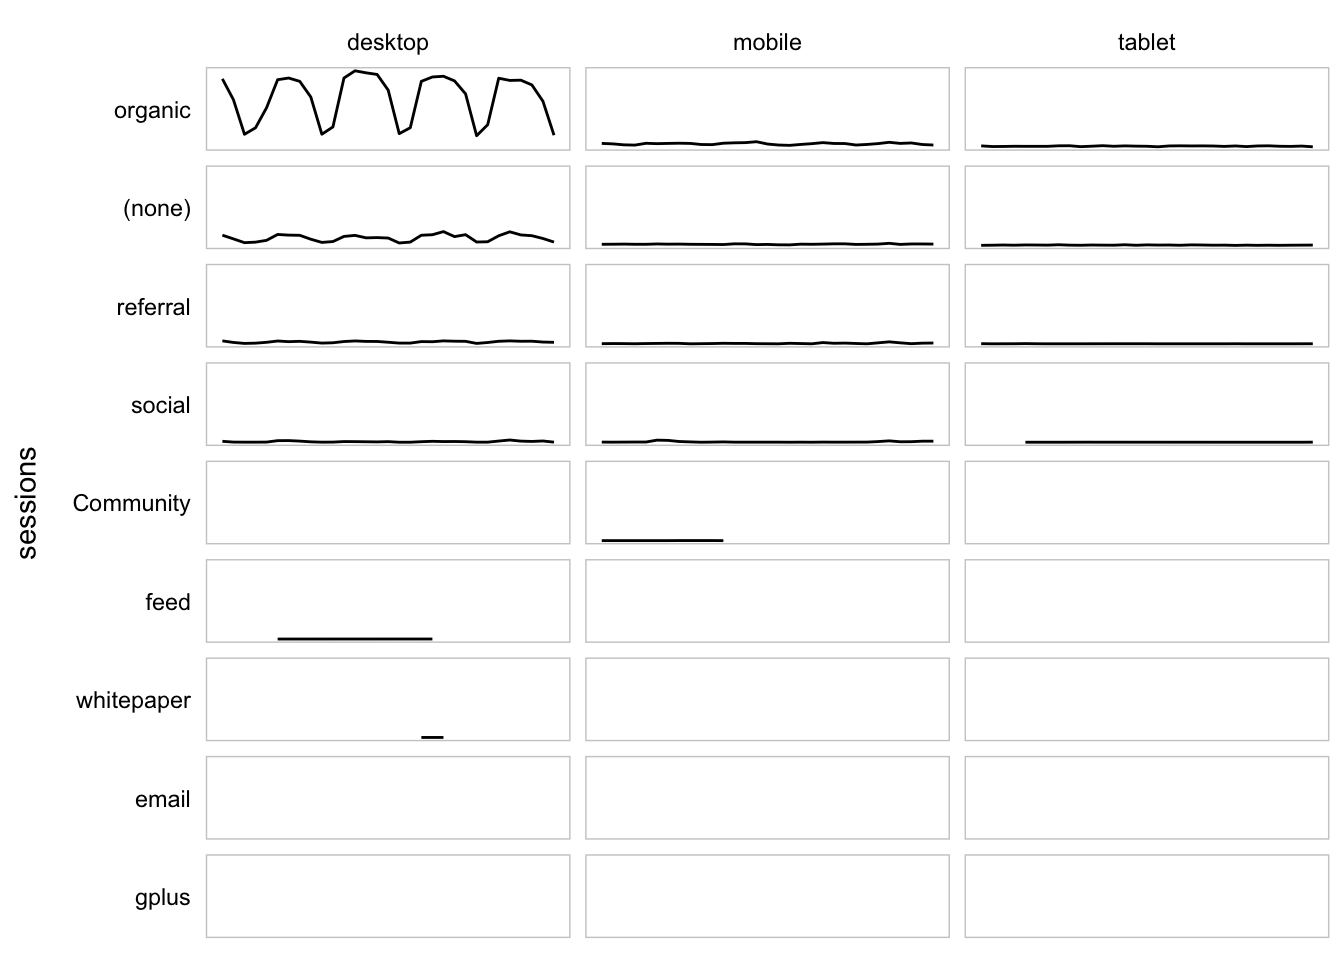 desktop
mobile
tablet
organic
(none)
referral
social
Community
feed
whitepaper
email
gplus
sessions